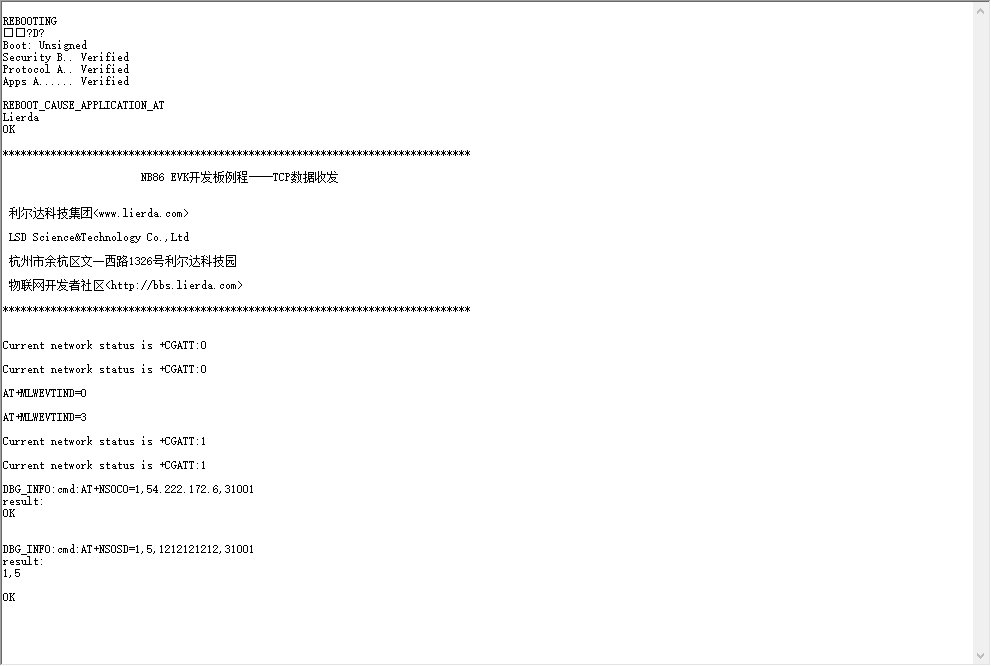 REBOOTING
□□?D?
Boot: Unsigned
Security B.. Verified
Protocol A.. Verified
Apps A...... Verified
REBOOT_CAUSE_APPLICATION_AT
Lierda
OK
******************************************************************************
NB86 EVK开发板例程——TCP数据收发
利尔达科技集团<www.lierda.com>
LSD Science&Technology Co.,Ltd
杭州市余杭区文一西路1326号利尔达科技园
物联网开发者社区<http://bbs.lierda.com>
******************************************************************************
Current network status is +CGATT:0
Current network status is +CGATT:0
AT+MLWEVTIND=0
AT+MLWEVTIND=3
Current network status is +CGATT:1
Current network status is +CGATT:1
DBG_INFO:cmd:AT+NSOCO=1,54.222.172.6,31001
result:
OK
DBG_INFO:cmd:AT+NSOSD=1,5,1212121212,31001
result:
1,5
OK